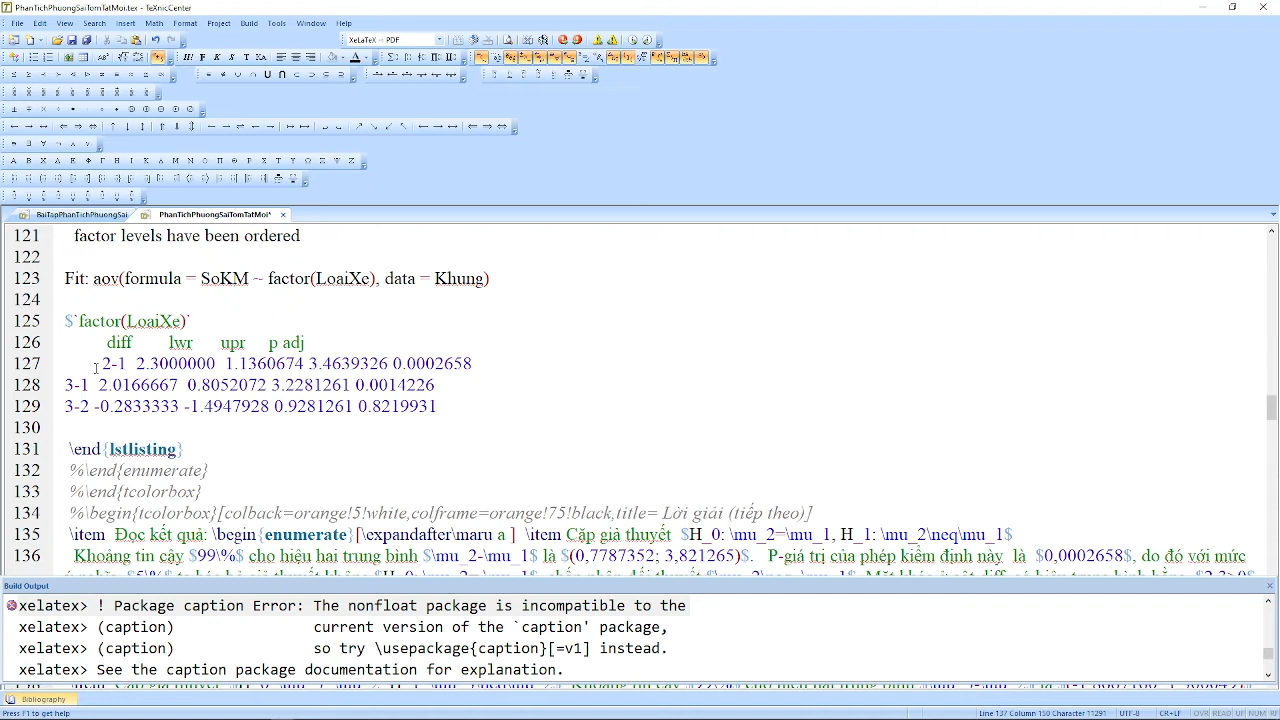 PhanTichPhuongSaiTomTatMoi.tex - TeXnicCenter
File Edit View Search Insert Math Format Project Build Tools Window Help
XeLaTeX ⇨ PDF
BaiTapPhanTichPhuongSai
PhanTichPhuongSaiTomTatMoi*
121 factor levels have been ordered
122
123 Fit: aov(formula = SoKM ~ factor(LoaiXe), data = Khung)
124
125 $`factor(LoaiXe)`
126 diff lwr upr p adj
127 2-1 2.3000000 1.1360674 3.4639326 0.0002658
128 3-1 2.0166667 0.8052072 3.2281261 0.0014226
129 3-2 -0.2833333 -1.4947928 0.9281261 0.8219931
130
131 \end{lstlisting}
132 %\end{enumerate}
133 %\end{tcolorbox}
134 %\begin{tcolorbox}[colback=orange!5!white,colframe=orange!75!black,title= Lời giải (tiếp theo)]
135 \item Đọc kết quả: \begin{enumerate}[\expandafter\maru a ] \item Cặp giả thuyết $H_0: \mu_2=\mu_1, H_1: \mu_2\neq\mu_1$
136 Khoảng tin cậy $99\%$ cho hiệu hai trung bình $\mu_2-\mu_1$ là $(0,7787352; 3,821265)$. P-giá trị của phép kiểm định này là $0,0002658$, do đó với mức
Build Output
xelatex> ! Package caption Error: The nonfloat package is incompatible to the
xelatex> (caption) current version of the `caption' package,
xelatex> (caption) so try \usepackage{caption}[=v1] instead.
xelatex> See the caption package documentation for explanation.
Bibliography
Press F1 to get help
Line 137 Column 150 Character 11291 UTF-8 CR+LF OVR READ UF NUM RF